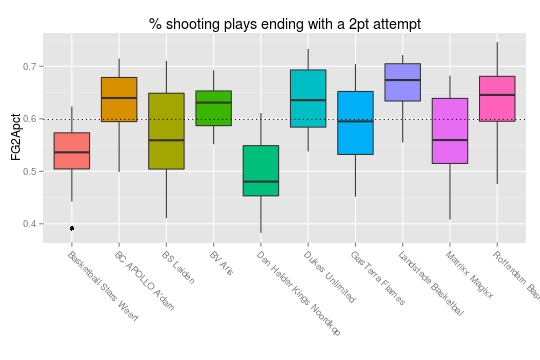 % shooting plays ending with a 2pt attempt
FG2Apct
0.7
0.6
0.5
0.4
Basketball Stars Weert
BC APOLLO A'dam
BS Leiden
BV Aris
Den Helder Kings Noordkop
Dukes Unlimited
GasTerra Flames
Landstede Basketbal
Matrixx Magixx
Rotterdam Bas